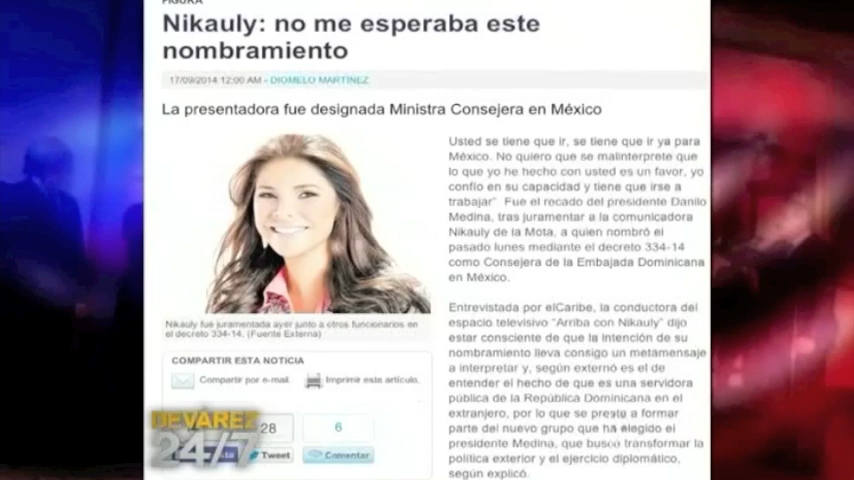 FIGURA
Nikauly: no me esperaba este
nombramiento
17/09/2014 12:00 AM - DIOMELO MARTÍNEZ
La presentadora fue designada Ministra Consejera en México
Usted se tiene que ir, se tiene que ir ya para
México. No quiero que se malinterprete que
lo que yo he hecho con usted es un favor, yo
confío en su capacidad y tiene que irse a
trabajar” Fue el recado del presidente Danilo
Medina, tras juramentar a la comunicadora
Nikauly de la Mota, a quien nombró el
pasado lunes mediante el decreto 334-14
como Consejera de la Embajada Dominicana
en México.
Entrevistada por elCaribe, la conductora del
espacio televisivo “Arriba con Nikauly” dijo
estar consciente de que la intención de su
nombramiento lleva consigo un metamensaje
a interpretar y, según externó es el de
entender el hecho de que es una servidora
pública de la República Dominicana en el
extranjero, por lo que se presta a formar
parte del nuevo grupo que ha elegido el
presidente Medina, que busca transformar la
política exterior y el ejercicio diplomático,
según explicó.
Nikauly fue juramentada ayer junto a otros funcionarios en
el decreto 334-14. (Fuente Externa)
COMPARTIR ESTA NOTICIA
Compartir por e-mail.
Imprimir este artículo.
28
6
Tweet
Comentar
DEVAREZ
24/7